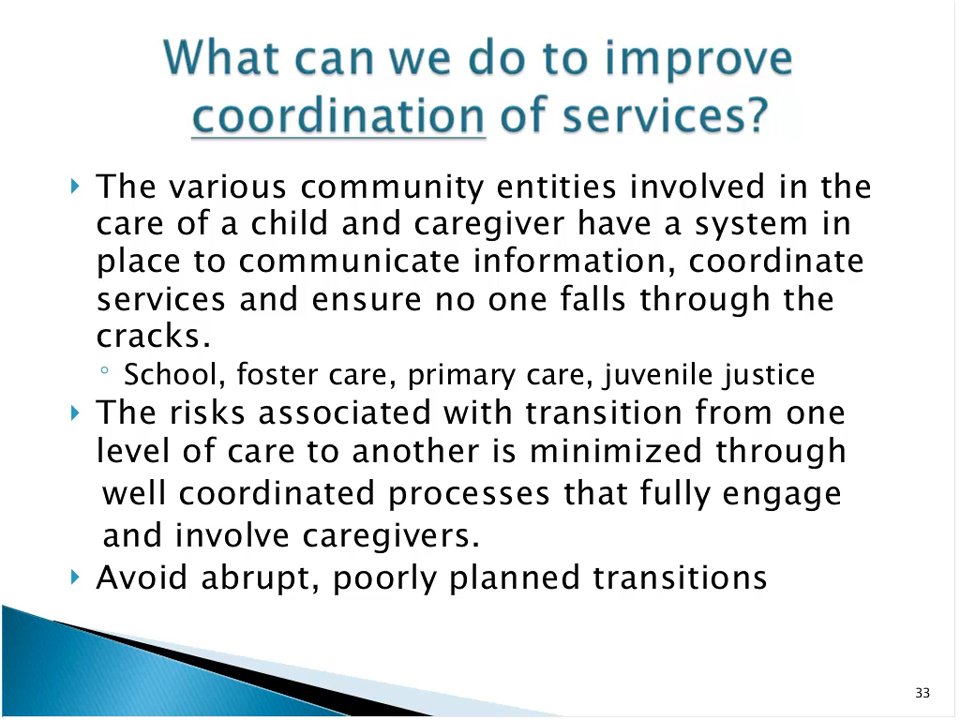 What can we do to improve
coordination of services?
The various community entities involved in the
care of a child and caregiver have a system in
place to communicate information, coordinate
services and ensure no one falls through the
cracks.
School, foster care, primary care, juvenile justice
The risks associated with transition from one
level of care to another is minimized through
well coordinated processes that fully engage
and involve caregivers.
Avoid abrupt, poorly planned transitions
33